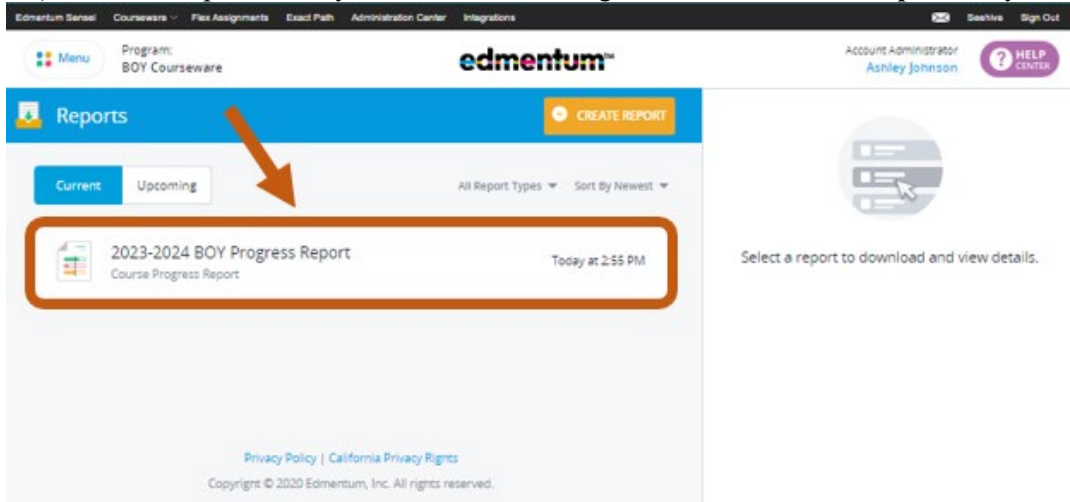 Edmentum Sensei Courseware Flex Assignments Exact Path Administration Center Integrations Seehive Sign Out
Menu
Program:
BOY Courseware
edmentum™
Account Administrator
Ashley Johnson
? HELP CENTER
Reports
CREATE REPORT
Current Upcoming All Report Types Sort By Newest
2023-2024 BOY Progress Report
Course Progress Report
Today at 2:55 PM
Select a report to download and view details.
Privacy Policy | California Privacy Rights
Copyright © 2020 Edmentum, Inc. All rights reserved.